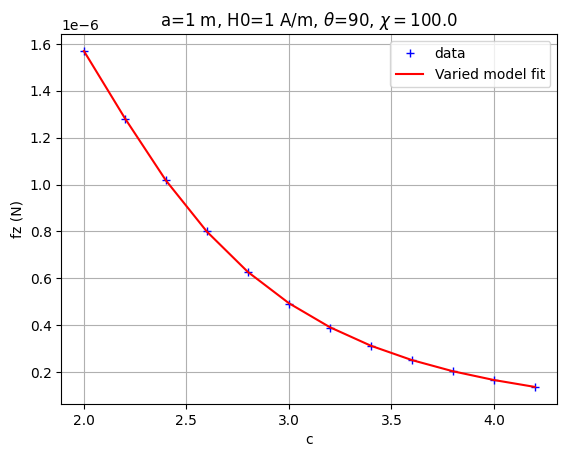 a=1 m, H0=1 A/m, θ=90, χ = 100.0
1e−6
data
Varied model fit
1.6
1.4
1.2
1.0
0.8
0.6
0.4
0.2
fz (N)
2.0 2.5 3.0 3.5 4.0
c